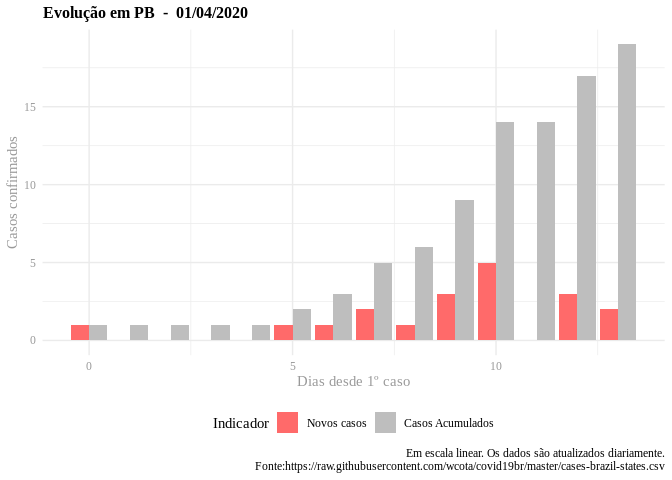 Evolução em PB - 01/04/2020
Casos confirmados
15
10
5
0
0 5 10
Dias desde 1º caso
Indicador Novos casos Casos Acumulados
Em escala linear. Os dados são atualizados diariamente.
Fonte:https://raw.githubusercontent.com/wcota/covid19br/master/cases-brazil-states.csv